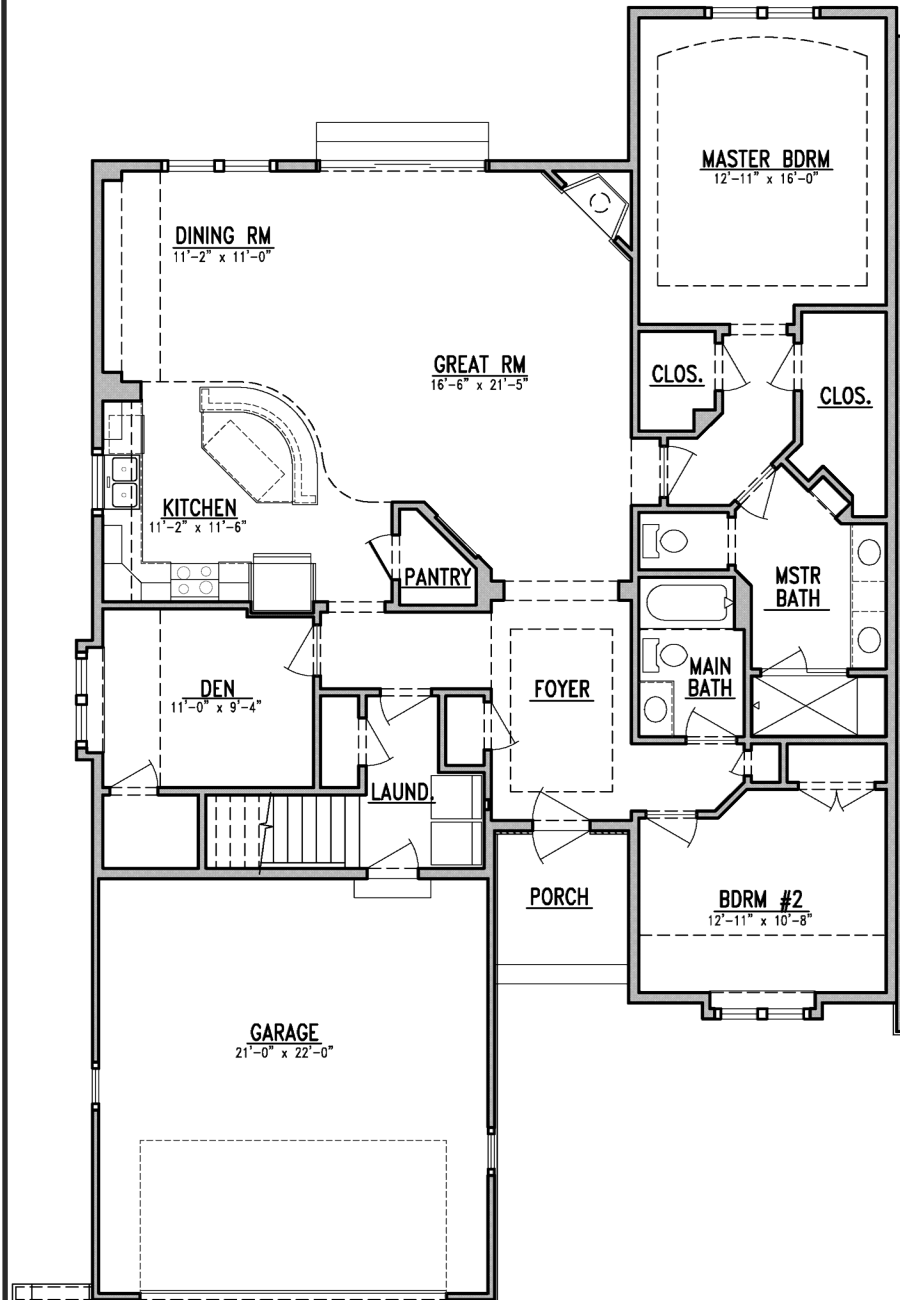 MASTER BDRM
12'-11" x 16'-0"
DINING RM
11'-2" x 11'-0"
GREAT RM
16'-6" x 21'-5"
CLOS.
CLOS.
KITCHEN
11'-2" x 11'-6"
PANTRY
MSTR
BATH
DEN
11'-0" x 9'-4"
FOYER
MAIN
BATH
LAUND.
PORCH
BDRM #2
12'-11" x 10'-8"
GARAGE
21'-0" x 22'-0"